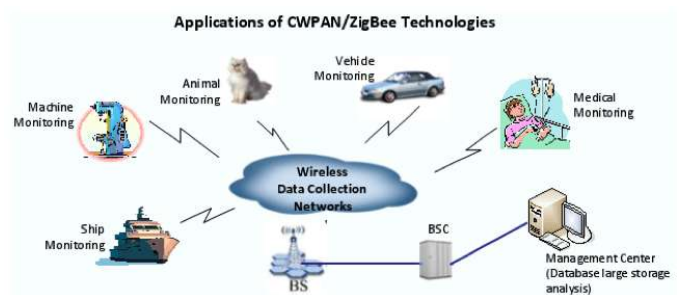 Applications of CWPAN/ZigBee Technologies
Vehicle
Monitoring
Animal
Monitoring
Machine
Monitoring
Medical
Monitoring
Wireless
Data Collection
Networks
Ship
Monitoring
BSC
BS
Management Center
(Database large storage
analysis)